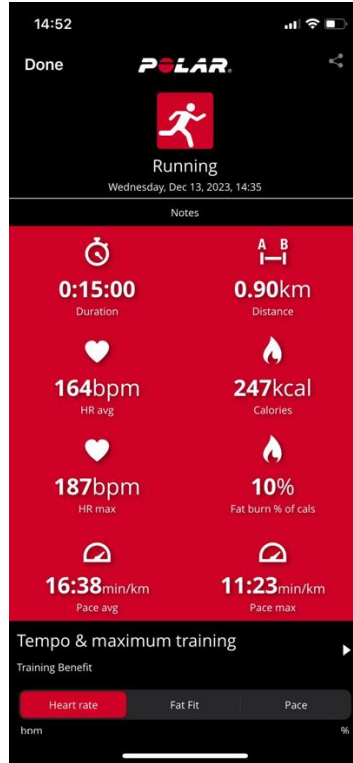 14:52
Done POLAR.
Running
Wednesday, Dec 13, 2023, 14:35
Notes
A B
0:15:00 0.90km
Duration Distance
164bpm 247kcal
HR avg Calories
187bpm 10%
HR max Fat burn % of cals
16:38min/km 11:23min/km
Pace avg Pace max
Tempo & maximum training
Training Benefit
Heart rate Fat Fit Pace
bpm %